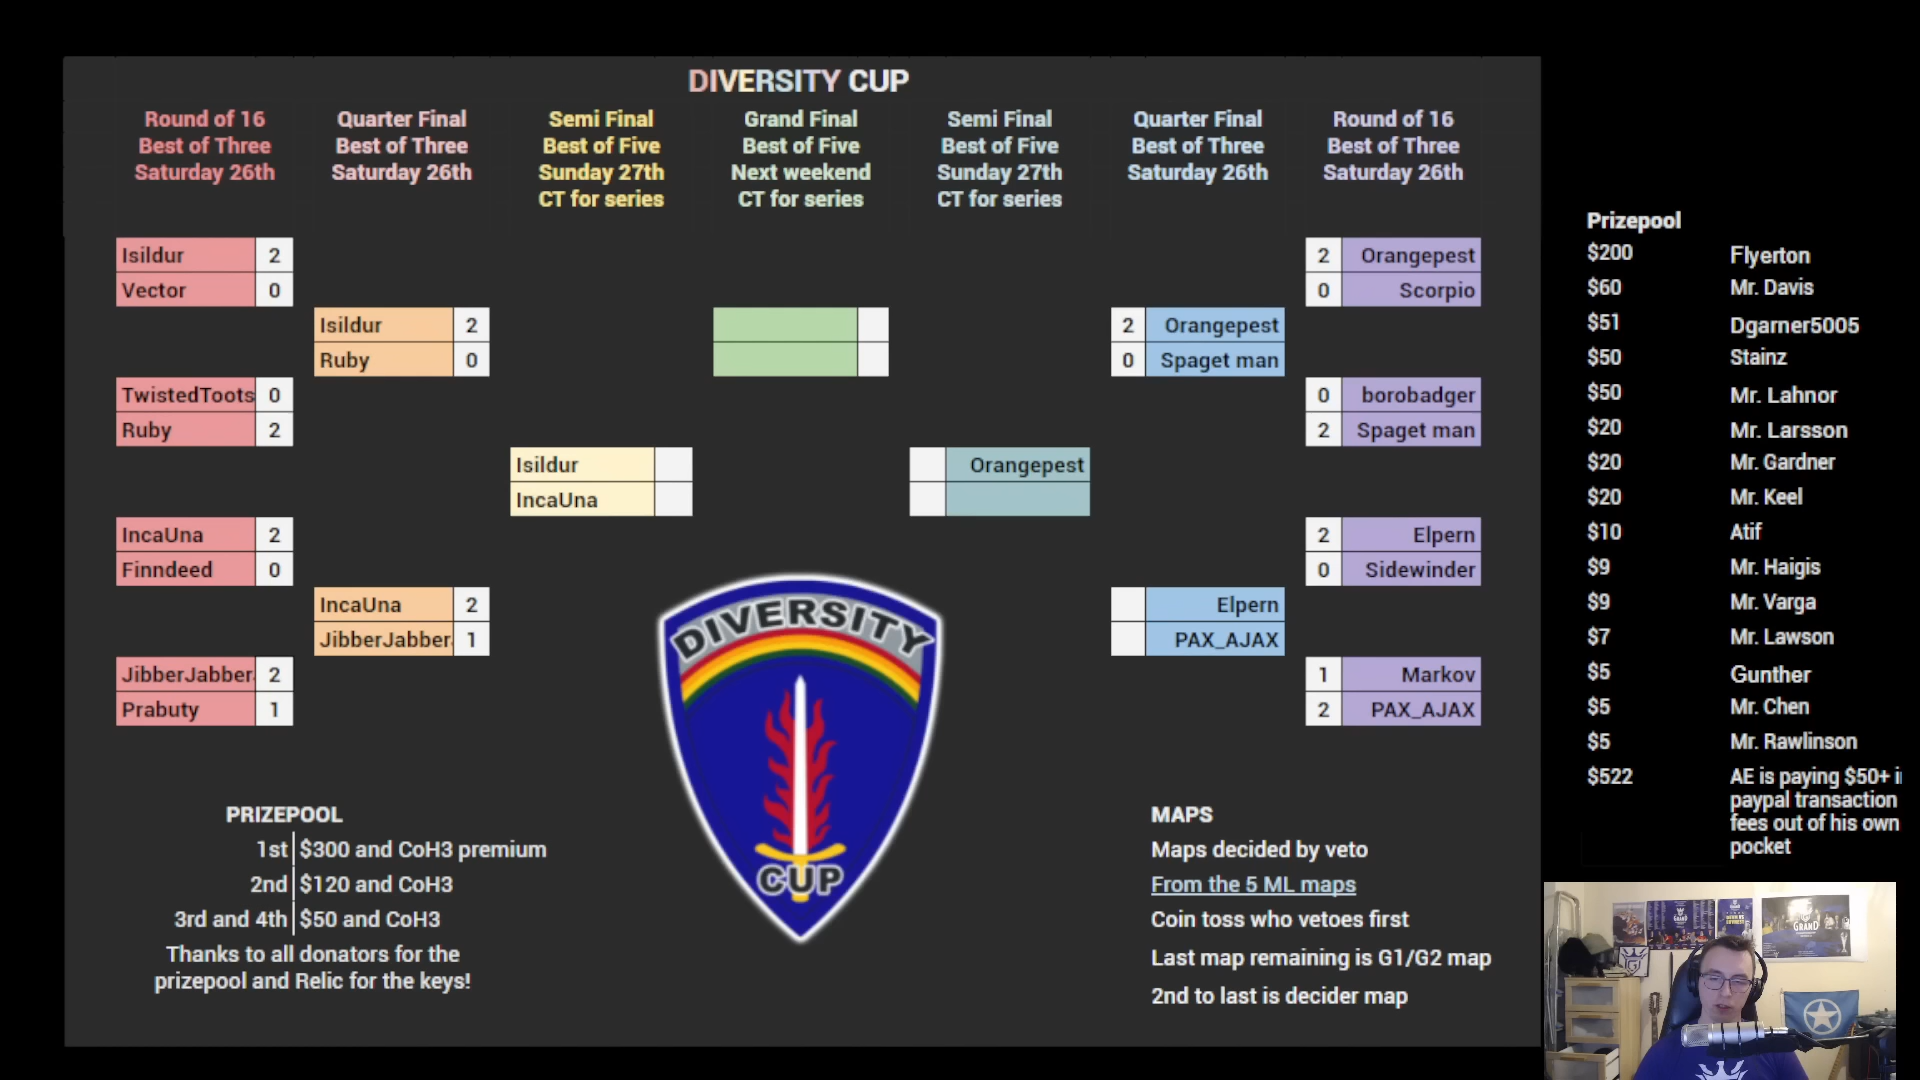 DIVERSITY CUP
Round of 16
Best of Three
Saturday 26th
Quarter Final
Best of Three
Saturday 26th
Semi Final
Best of Five
Sunday 27th
CT for series
Grand Final
Best of Five
Next weekend
CT for series
Semi Final
Best of Five
Sunday 27th
CT for series
Quarter Final
Best of Three
Saturday 26th
Round of 16
Best of Three
Saturday 26th
Isildur 2
Vector 0
TwistedToots 0
Ruby 2
IncaUna 2
Finndeed 0
JibberJabber 2
Prabuty 1
Isildur 2
Ruby 0
IncaUna 2
JibberJabber 1
Isildur
IncaUna
Orangepest
2 Orangepest
0 Spaget man
Elpern
PAX_AJAX
2 Orangepest
0 Scorpio
0 borobadger
2 Spaget man
2 Elpern
0 Sidewinder
1 Markov
2 PAX_AJAX
DIVERSITY
CUP
PRIZEPOOL
1st $300 and CoH3 premium
2nd $120 and CoH3
3rd and 4th $50 and CoH3
Thanks to all donators for the
prizepool and Relic for the keys!
MAPS
Maps decided by veto
From the 5 ML maps
Coin toss who vetoes first
Last map remaining is G1/G2 map
2nd to last is decider map
Prizepool
$200 Flyerton
$60 Mr. Davis
$51 Dgarner5005
$50 Stainz
$50 Mr. Lahnor
$20 Mr. Larsson
$20 Mr. Gardner
$20 Mr. Keel
$10 Atif
$9 Mr. Haigis
$9 Mr. Varga
$7 Mr. Lawson
$5 Gunther
$5 Mr. Chen
$5 Mr. Rawlinson
$522 AE is paying $50+
paypal transaction
fees out of his own
pocket
GRAND